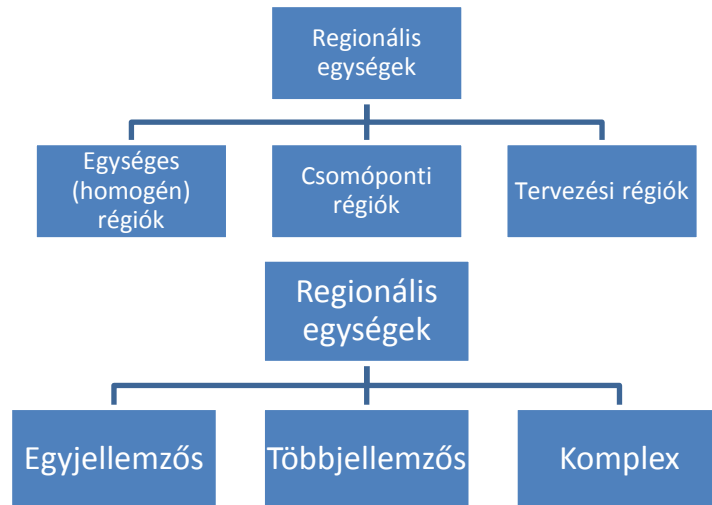 Regionális
egységek
Egységes
(homogén)
régiók
Csomóponti
régiók
Tervezési régiók
Regionális
egységek
Egyjellemzős
Többjellemzős
Komplex